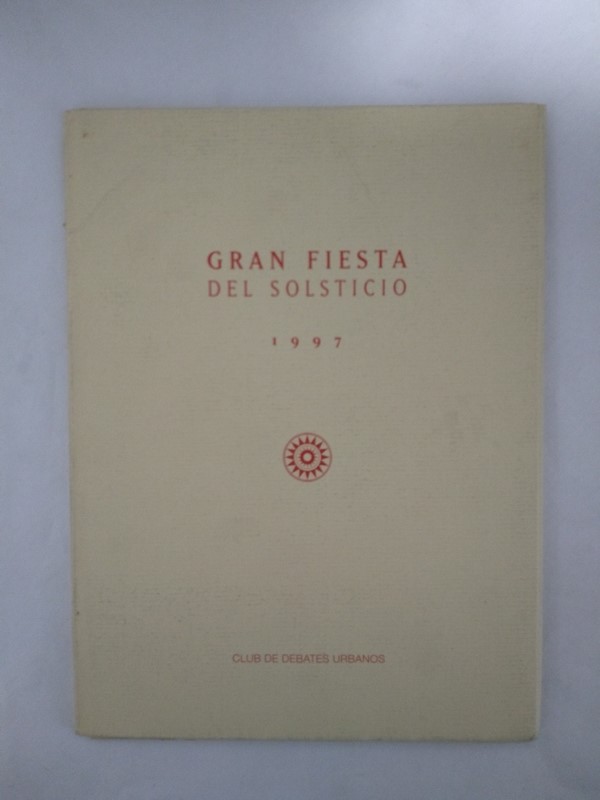 GRAN FIESTA
DEL SOLSTICIO
1997
CLUB DE DEBATES URBANOS